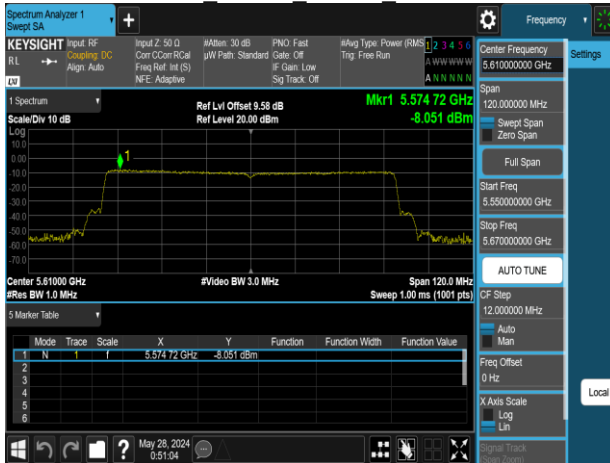 Spectrum Analyzer 1
Swept SA
+
Frequency
KEYSIGHT Input: RF
RL
Coupling: DC
Align: Auto
LXI
Input Z: 50 Ω
Corr CCorr RCal
Freq Ref: Int (S)
NFE: Adaptive
#Atten: 30 dB
µW Path: Standard
PNO: Fast
Gate: Off
IF Gain: Low
Sig Track: Off
#Avg Type: Power (RMS
Trig: Free Run
1 2 3 4 5 6
A W W W W W
A N N N N N
Center Frequency
5.610000000 GHz
Settings
Span
120.000000 MHz
Swept Span
Zero Span
Full Span
Start Freq
5.550000000 GHz
Stop Freq
5.670000000 GHz
AUTO TUNE
CF Step
12.000000 MHz
Auto
Man
Freq Offset
0 Hz
X Axis Scale
Log
Lin
Signal Track
(Span Zoom)
Local
1 Spectrum
Scale/Div 10 dB
Ref Lvl Offset 9.58 dB
Ref Level 20.00 dBm
Mkr1 5.574 72 GHz
-8.051 dBm
Log
10.0
0.00
-10.0
-20.0
-30.0
-40.0
-50.0
-60.0
-70.0
1
Center 5.61000 GHz
#Res BW 1.0 MHz
#Video BW 3.0 MHz
Span 120.0 MHz
Sweep 1.00 ms (1001 pts)
5 Marker Table
Mode Trace Scale X Y Function Function Width Function Value
1 N 1 f 5.574 72 GHz -8.051 dBm
2
3
4
5
6
?
May 28, 2024
0:51:04